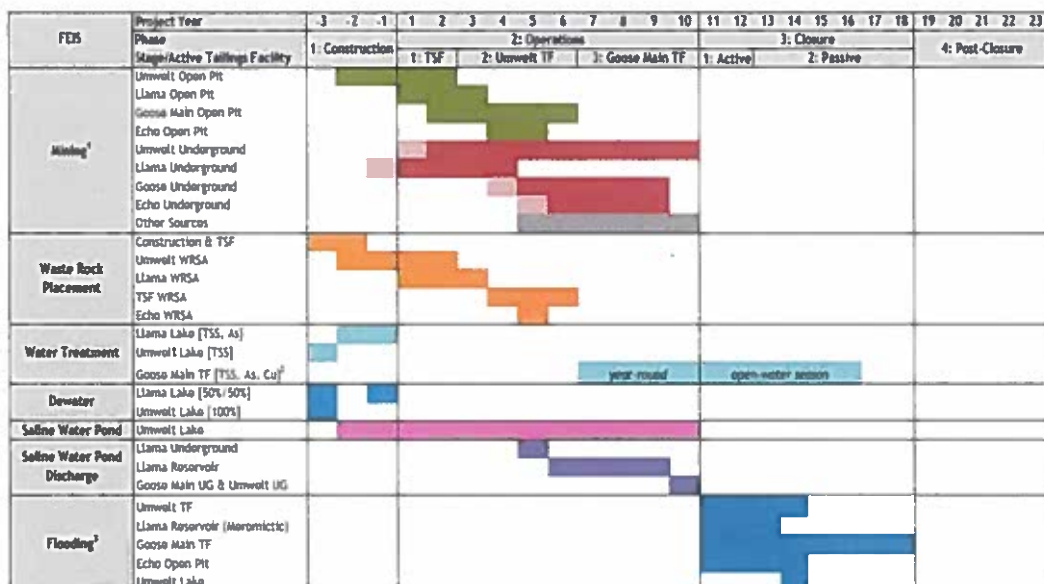 FEIS
Project Year -3 -2 -1 1 2 3 4 5 6 7 8 9 10 11 12 13 14 15 16 17 18 19 20 21 22 23
Phase 1: Construction 2: Operations 3: Closure 4: Post-Closure
Stage/Active Tailings Facility 1: TSF 2: Umwelt TF 3: Goose Main TF 1: Active 2: Passive
Mining¹
Umwelt Open Pit
Llama Open Pit
Goose Main Open Pit
Echo Open Pit
Umwelt Underground
Llama Underground
Goose Underground
Echo Underground
Other Sources
Waste Rock
Placement
Construction & TSF
Umwelt WRSA
Llama WRSA
TSF WRSA
Echo WRSA
Water Treatment
Llama Lake [TSS, As]
Umwelt Lake [TSS]
Goose Main TF [TSS, As, Cu]² year-round open-water season
Dewater
Llama Lake [50%/50%]
Umwelt Lake [100%]
Saline Water Pond Umwelt Lake
Saline Water Pond
Discharge
Llama Underground
Llama Reservoir
Goose Main UG & Umwelt UG
Flooding³
Umwelt TF
Llama Reservoir (Meromictic)
Goose Main TF
Echo Open Pit
Umwelt Lake